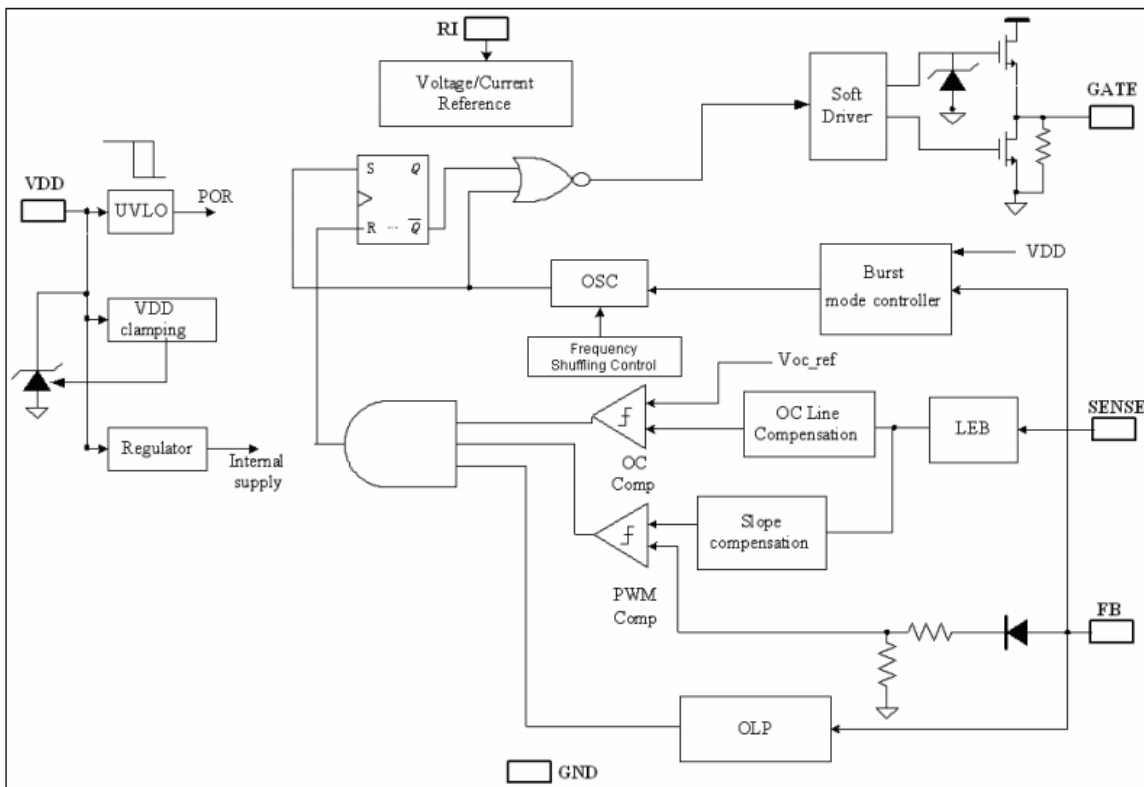 RI
Voltage/Current
Reference
Soft
Driver
GATE
VDD
UVLO
POR
S Q
R ... Q̅
OSC
Burst
mode controller
VDD
VDD
clamping
Frequency
Shuffling Control
Voc_ref
Regulator
Internal
supply
OC
Comp
OC Line
Compensation
LEB
SENSE
Slope
compensation
PWM
Comp
FB
OLP
GND